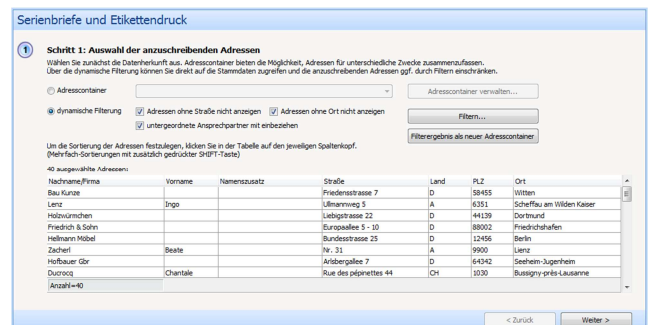 Serienbriefe und Etikettendruck
1 Schritt 1: Auswahl der anzuschreibenden Adressen
Wählen Sie zunächst die Datenherkunft aus. Adresscontainer bieten die Möglichkeit, Adressen für unterschiedliche Zwecke zusammenzufassen.
Über die dynamische Filterung können Sie direkt auf die Stammdaten zugreifen und die anzuschreibenden Adressen ggf. durch Filtern einschränken.
Adresscontainer Adresscontainer verwalten...
dynamische Filterung Adressen ohne Straße nicht anzeigen Adressen ohne Ort nicht anzeigen Filtern...
untergeordnete Ansprechpartner mit einbeziehen
Filterergebnis als neuer Adresscontainer
Um die Sortierung der Adressen festzulegen, klicken Sie in der Tabelle auf den jeweiligen Spaltenkopf.
(Mehrfach-Sortierungen mit zusätzlich gedrückter SHIFT-Taste)
40 ausgewählte Adressen:
Nachname/Firma Vorname Namenszusatz Straße Land PLZ Ort
Bau Kunze Friedensstrasse 7 D 58455 Witten
Lenz Ingo Ullmannweg 5 A 6351 Scheffau am Wilden Kaiser
Holzwürmchen Liebigstrasse 22 D 44139 Dortmund
Friedrich & Sohn Europaallee 5 - 10 D 88002 Friedrichshafen
Hellmann Möbel Bundesstrasse 25 D 12456 Berlin
Zacherl Beate Nr. 31 A 9900 Lienz
Hofbauer Gbr Arlsbergallee 7 D 64342 Seeheim-Jugenheim
Ducrocq Chantale Rue des pépinettes 44 CH 1030 Bussigny-près-Lausanne
Anzahl=40
< Zurück Weiter >